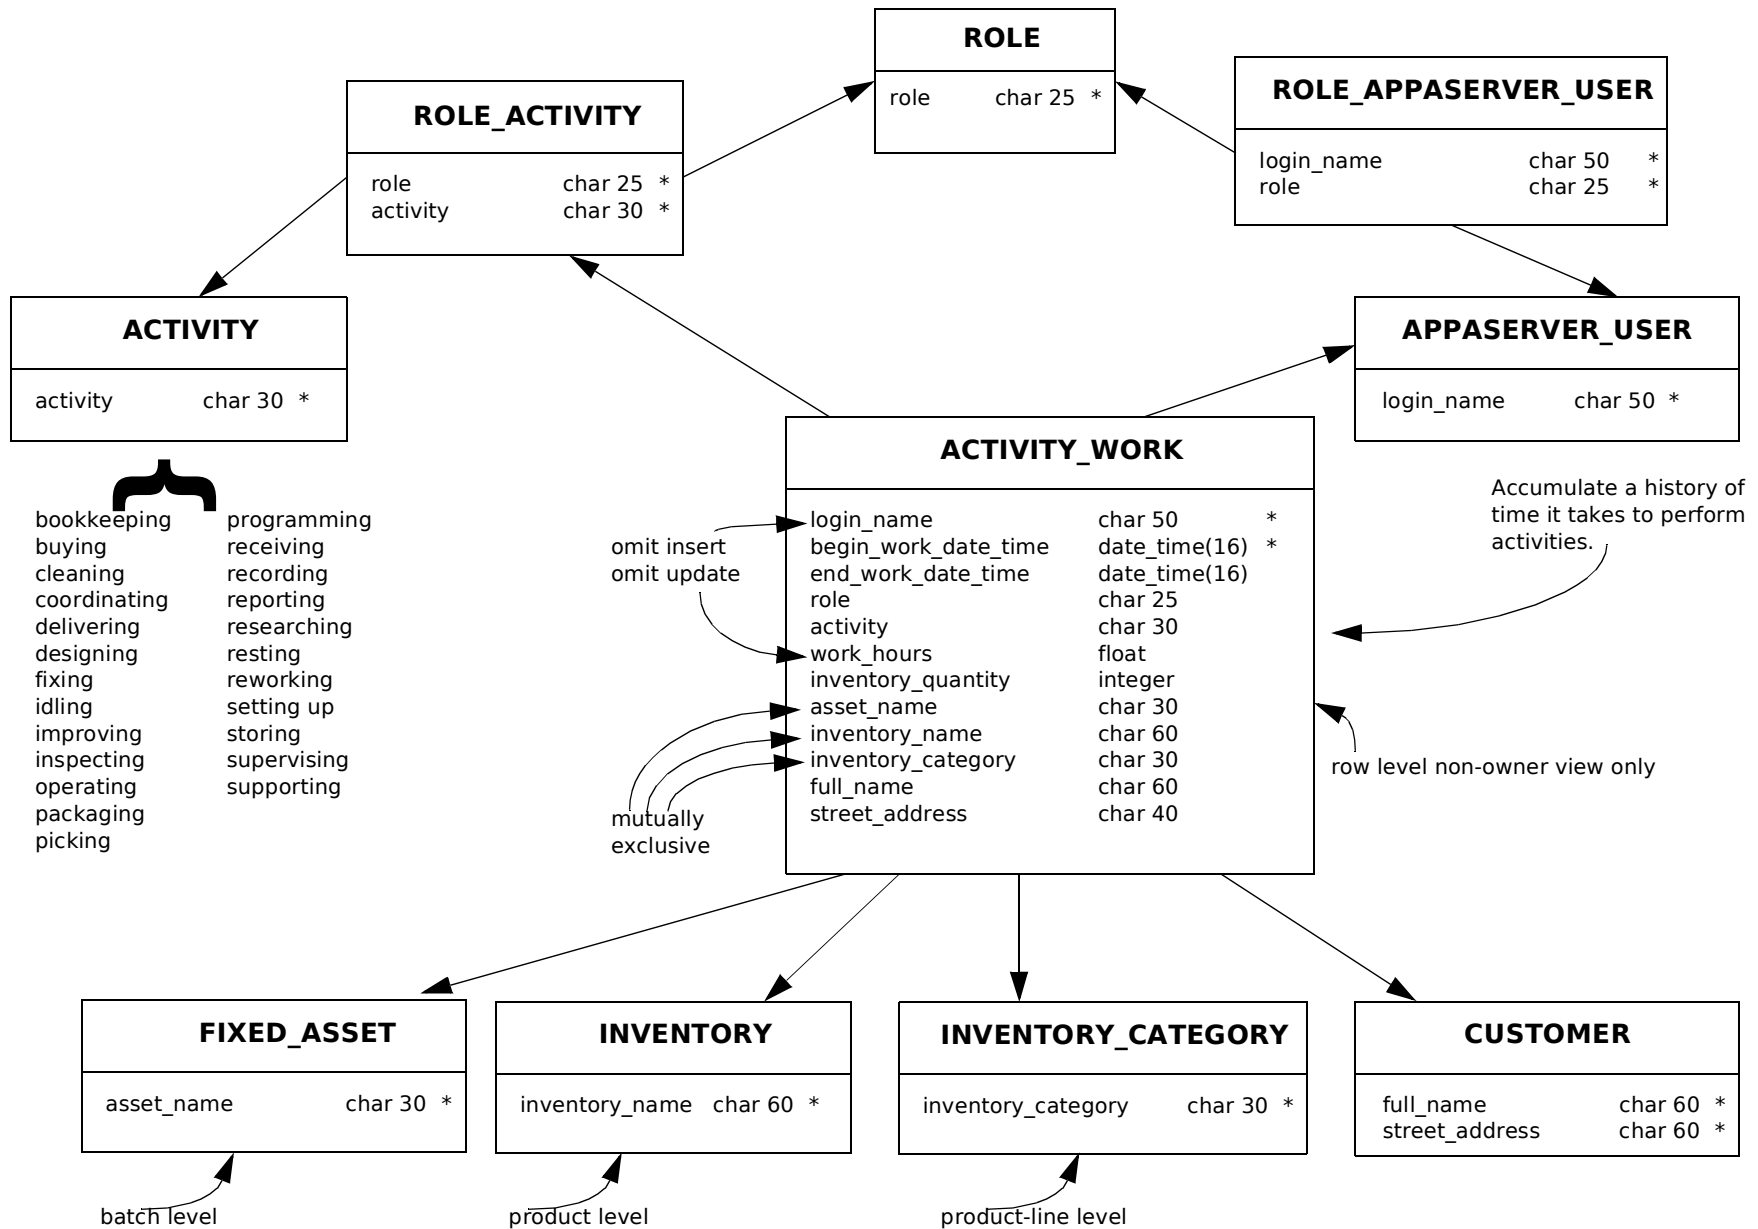 ROLE
role char 25 *
ROLE_ACTIVITY
role char 25 *
activity char 30 *
ROLE_APPASERVER_USER
login_name char 50 *
role char 25 *
ACTIVITY
activity char 30 *
APPASERVER_USER
login_name char 50 *
bookkeeping programming
buying receiving
cleaning recording
coordinating reporting
delivering researching
designing resting
fixing reworking
idling setting up
improving storing
inspecting supervising
operating supporting
packaging
picking
omit insert
omit update
mutually
exclusive
ACTIVITY_WORK
login_name char 50 *
begin_work_date_time date_time(16) *
end_work_date_time date_time(16)
role char 25
activity char 30
work_hours float
inventory_quantity integer
asset_name char 30
inventory_name char 60
inventory_category char 30
full_name char 60
street_address char 40
Accumulate a history of
time it takes to perform
activities.
row level non-owner view only
FIXED_ASSET
asset_name char 30 *
batch level
INVENTORY
inventory_name char 60 *
product level
INVENTORY_CATEGORY
inventory_category char 30 *
product-line level
CUSTOMER
full_name char 60 *
street_address char 60 *